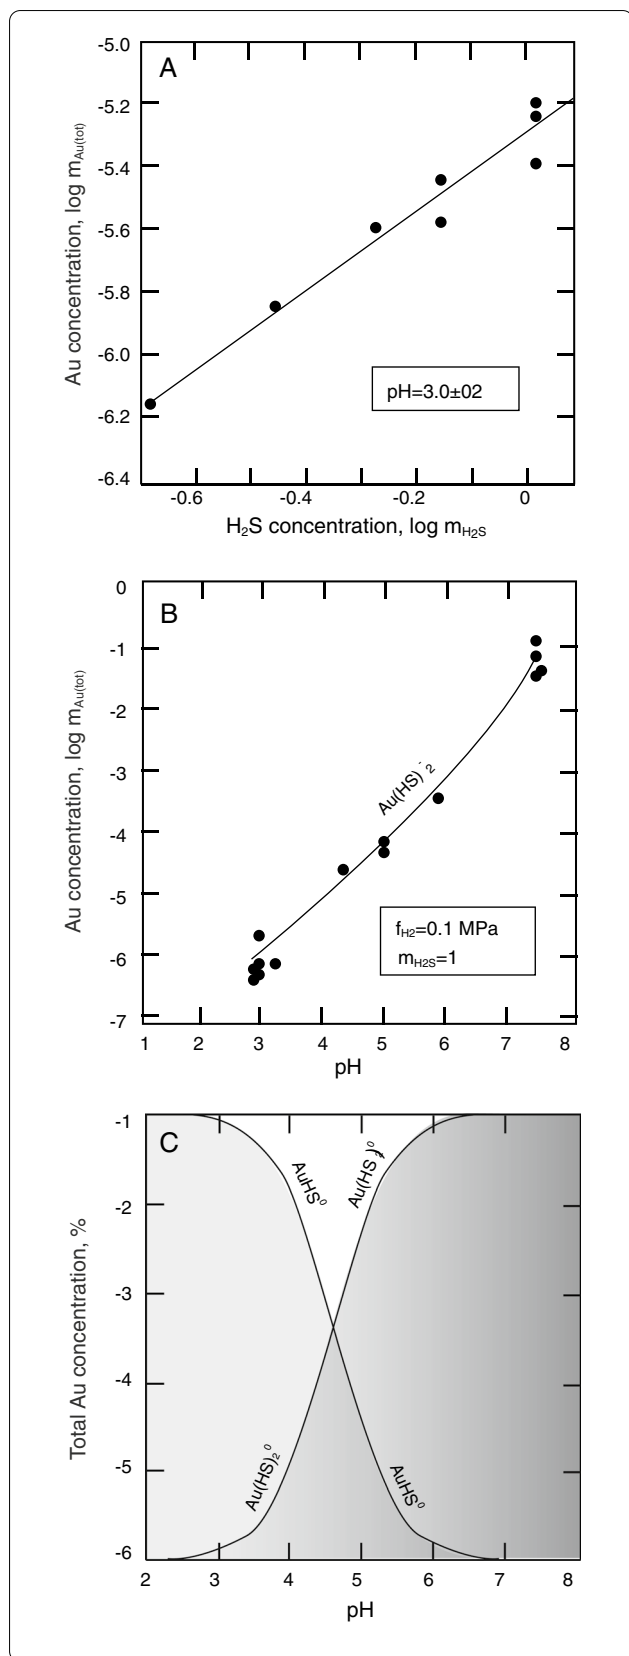 A
-5.0
-5.2
-5.4
-5.6
-5.8
-6.0
-6.2
-6.4
Au concentration, log mAu(tot)
pH=3.0±02
-0.6
-0.4
-0.2
0
H2S concentration, log mH2S
B
0
-1
-2
-3
-4
-5
-6
-7
Au concentration, log mAu(tot)
Au(HS)2-
fH2=0.1 MPa
mH2S=1
1
2
3
4
5
6
7
8
pH
C
-1
-2
-3
-4
-5
-6
Total Au concentration, %
AuHS0
Au(HS)20
AuHS0
2
3
4
5
6
7
8
pH